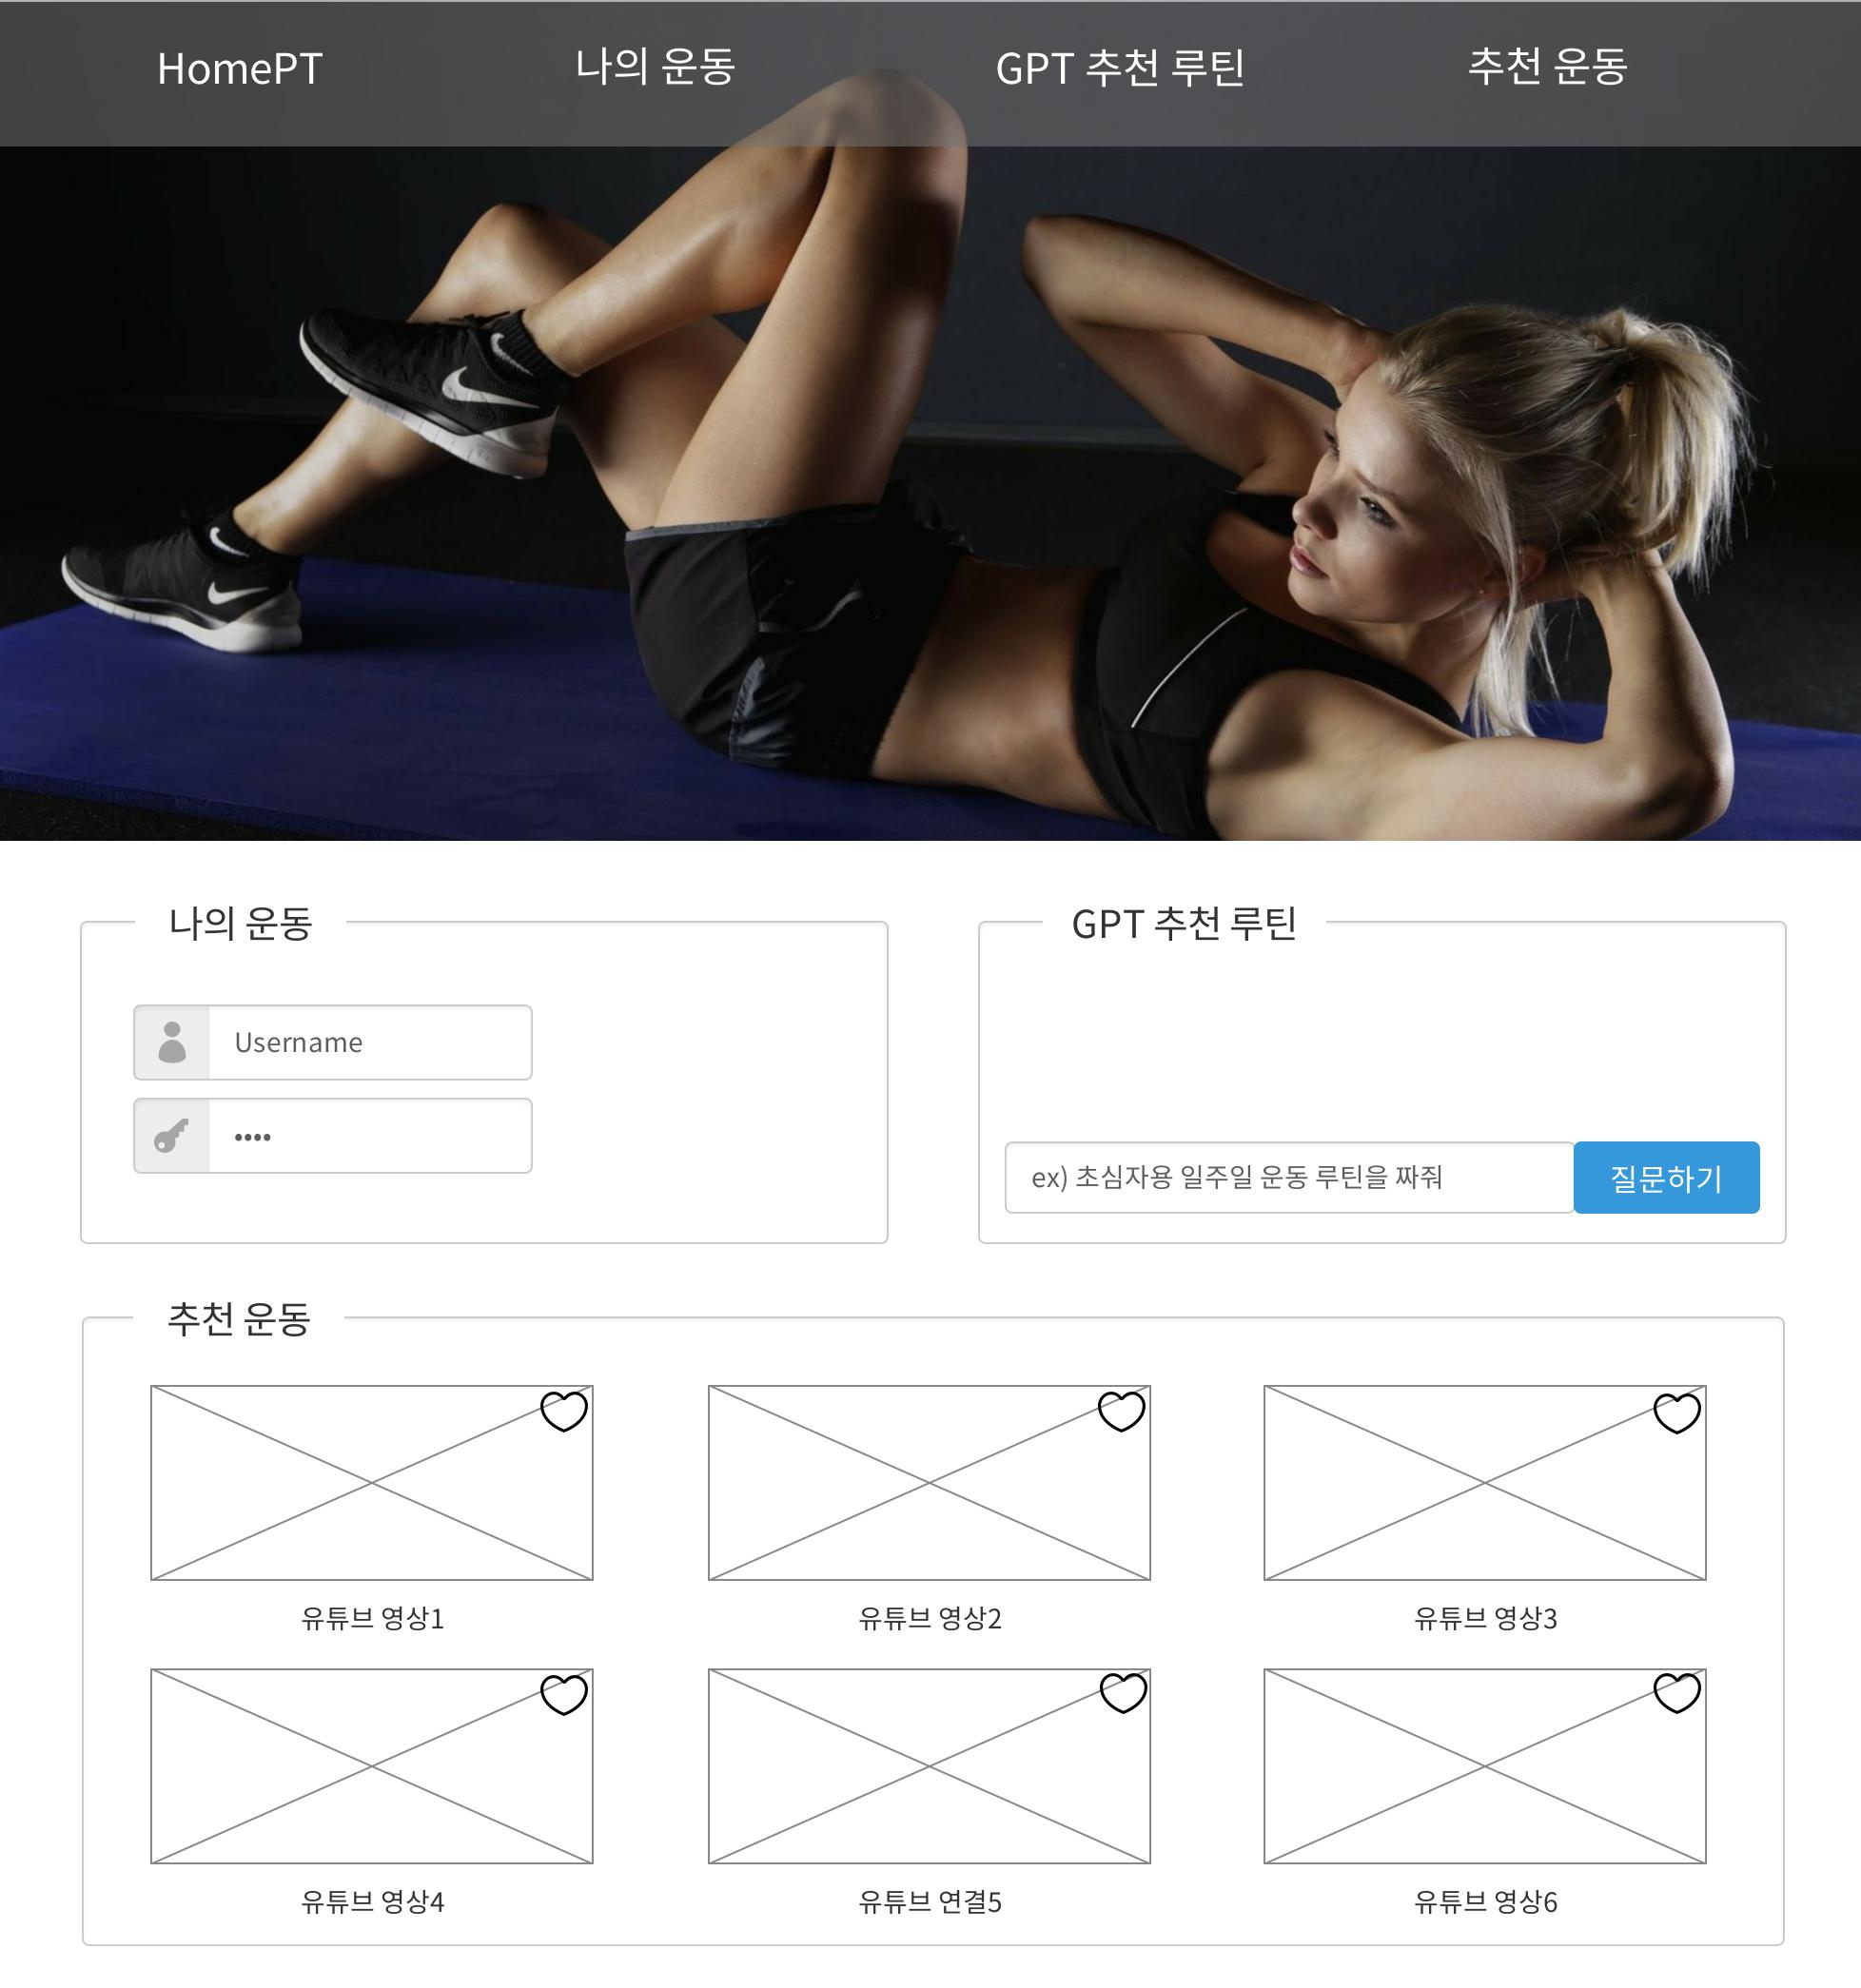 HomePT
나의 운동
GPT 추천 루틴
추천 운동
나의 운동
Username
••••
GPT 추천 루틴
ex) 초심자용 일주일 운동 루틴을 짜줘
질문하기
추천 운동
유튜브 영상1
유튜브 영상2
유튜브 영상3
유튜브 영상4
유튜브 연결5
유튜브 영상6